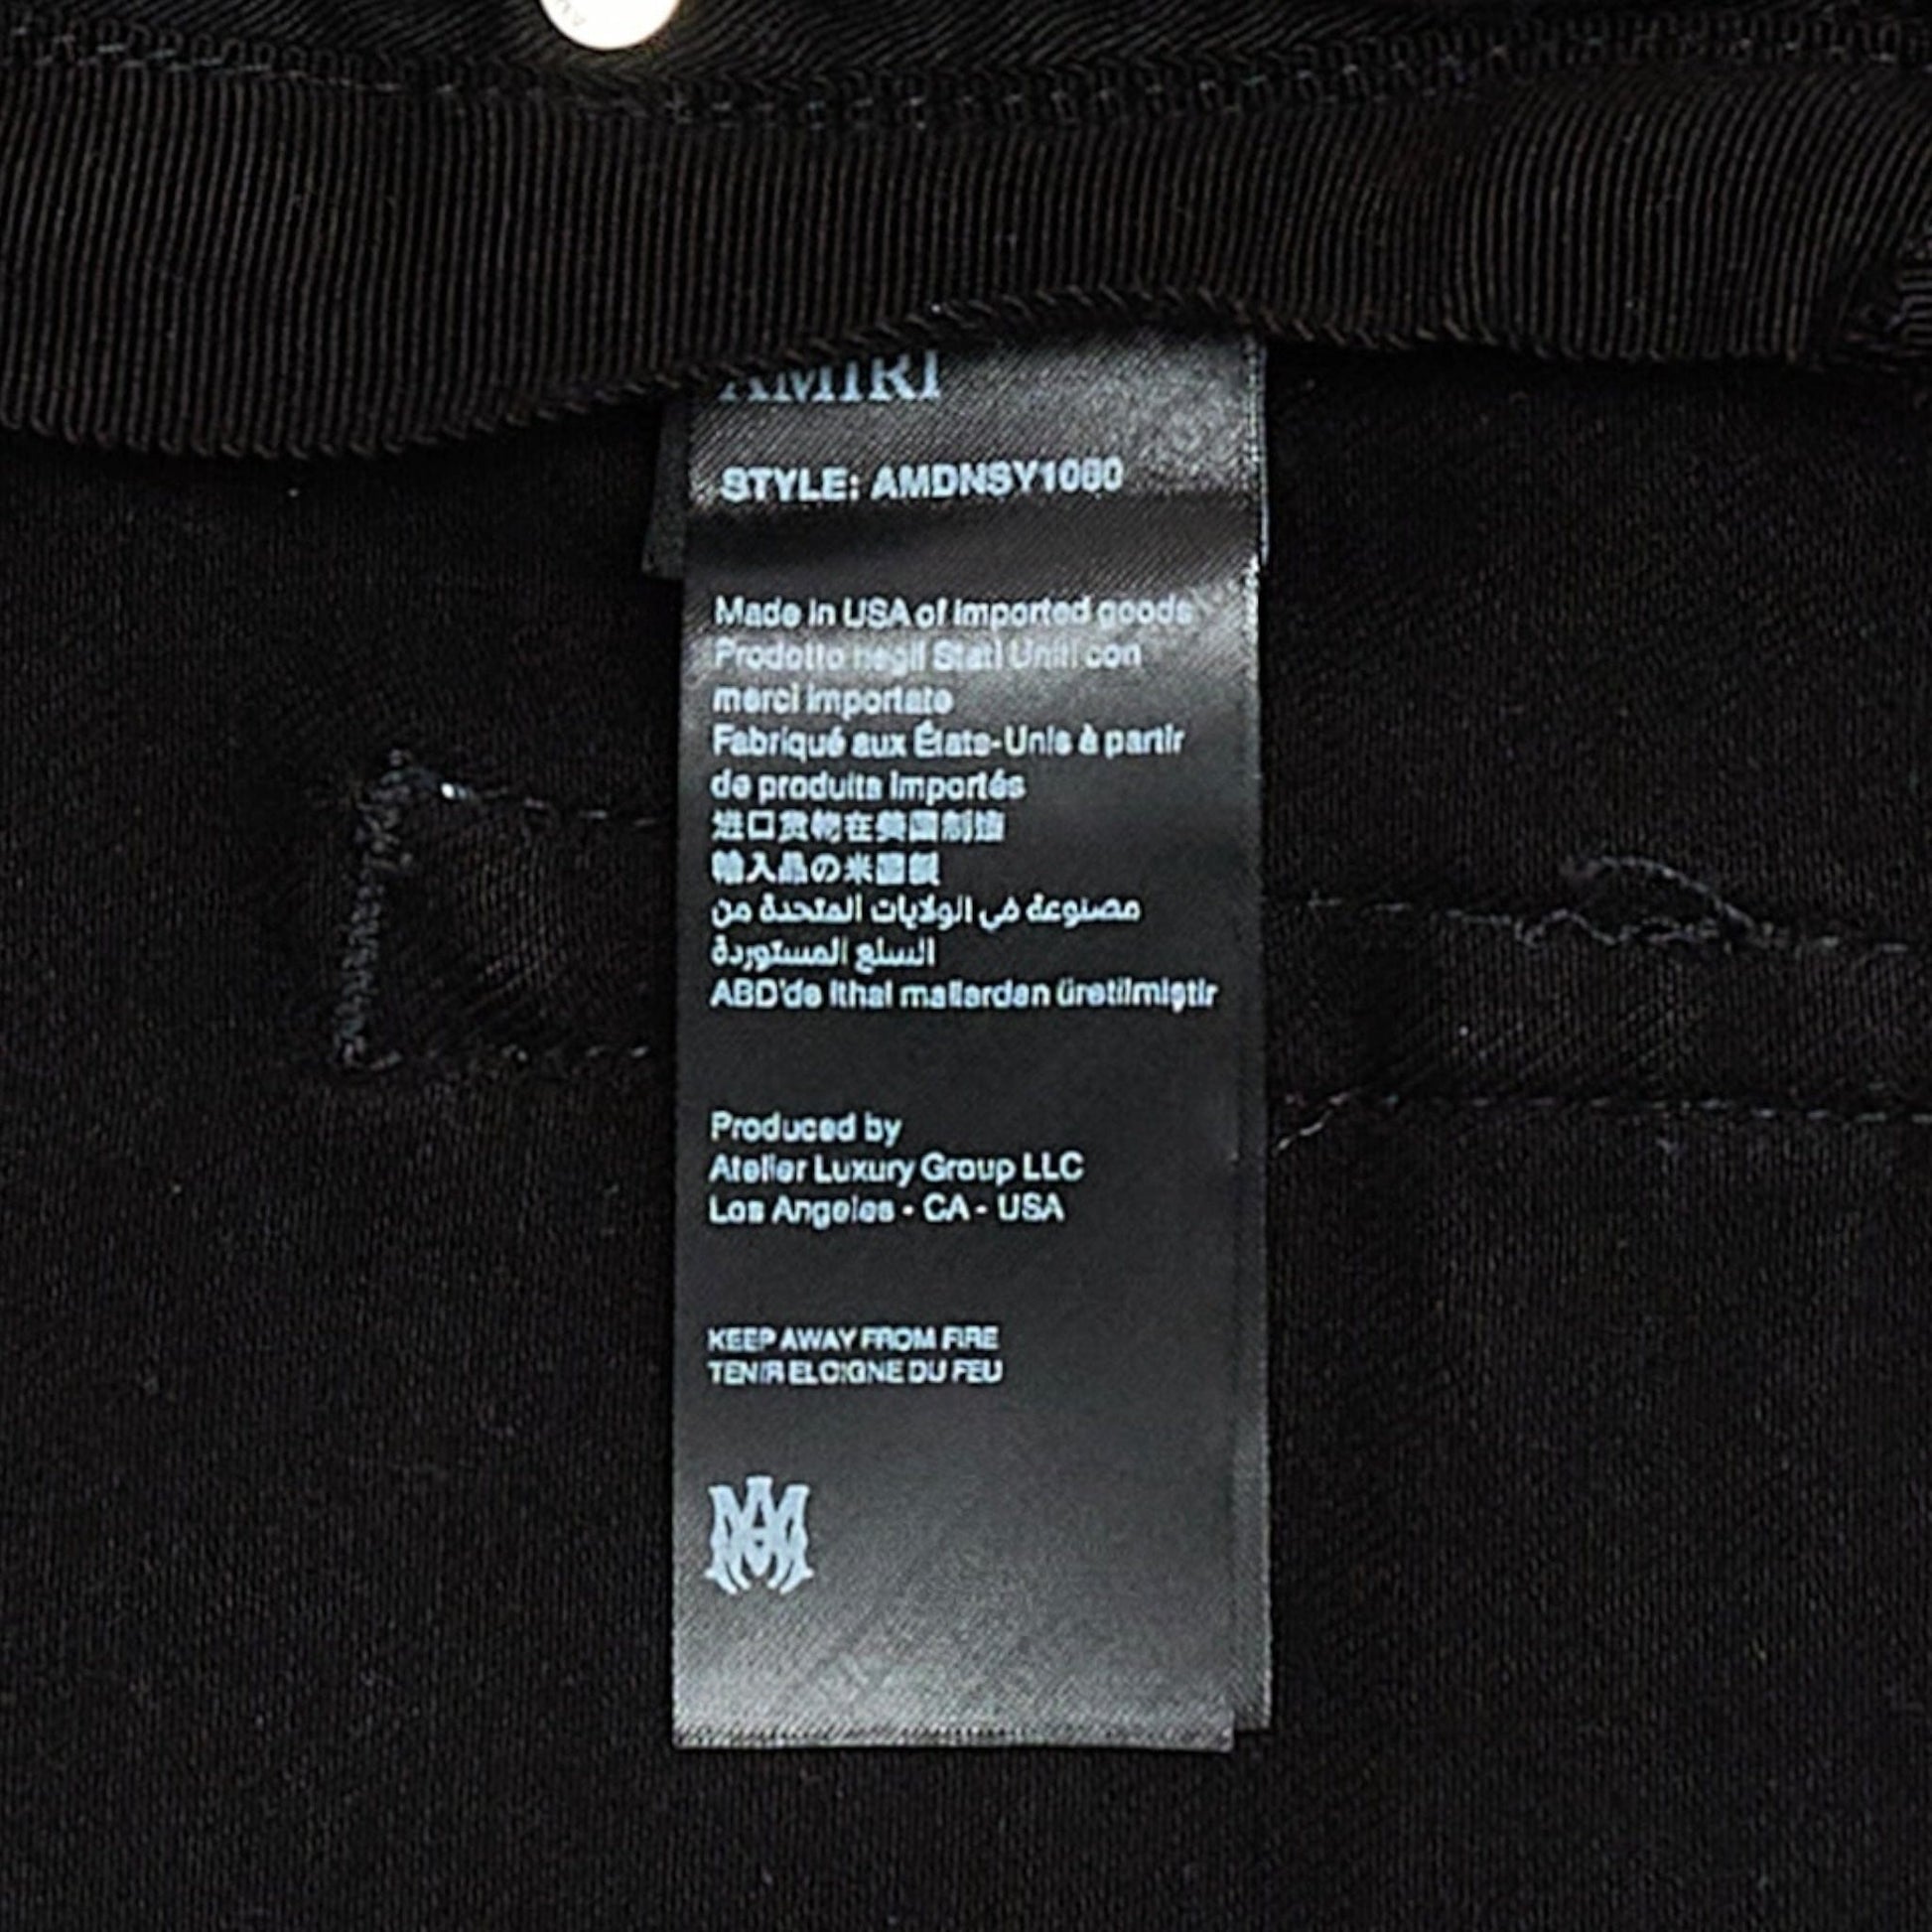 AMIRI
STYLE: AMDNSY1060
Made in USA of imported goods
Prodotto negli Stati Uniti con
merci importate
Fabriqué aux États-Unis à partir
de produits importés
进口货物在美国制造
輸入品の米国製
مصنوعة في الولايات المتحدة من
السلع المستوردة
ABD'de ithal mallardan üretilmiştir
Produced by
Atelier Luxury Group LLC
Los Angeles - CA - USA
KEEP AWAY FROM FIRE
TENIR ELOIGNE DU FEU